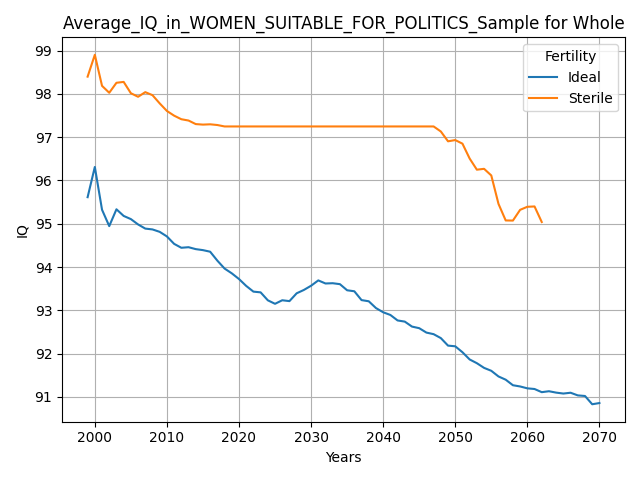 Average_IQ_in_WOMEN_SUITABLE_FOR_POLITICS_Sample for Whole
Fertility
Ideal
Sterile
99
98
97
96
95
94
93
92
91
IQ
2000 2010 2020 2030 2040 2050 2060 2070
Years